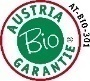 AUSTRIA
Bio
GARANTIE
®
AT-BIO-301